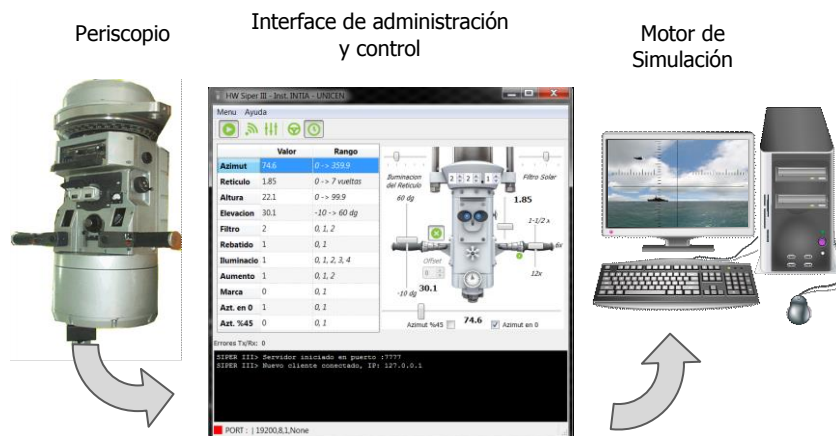 Periscopio
Interface de administración
y control
Motor de
Simulación
HW Siper III - Inst. INTIA - UNICEN
Menu Ayuda
Valor Rango
Azimut 74.6 0 -> 359.9
Reticulo 1.85 0 -> 7 vueltas
Altura 22.1 0 -> 99.9
Elevacion 30.1 -10 -> 60 dg
Filtro 2 0, 1, 2
Rebatido 1 0, 1
Iluminacio 1 0, 1, 2, 3, 4
Aumento 1 0, 1, 2
Marca 0 0, 1
Azt. en 0 1 0, 1
Azt. %45 0 0, 1
Iluminacion
del Reticulo
2 2 1
Filtro Solar
60 dg
1.85
1-1/2 x
6x
Offset
0
12x
-10 dg
30.1
Azimut %45
74.6
Azimut en 0
Errores Tx/Rx: 0
SIPER III> Servidor iniciado en puerto :7777
SIPER III> Nuevo cliente conectado, IP: 127.0.0.1
PORT : | 19200,8,1,None